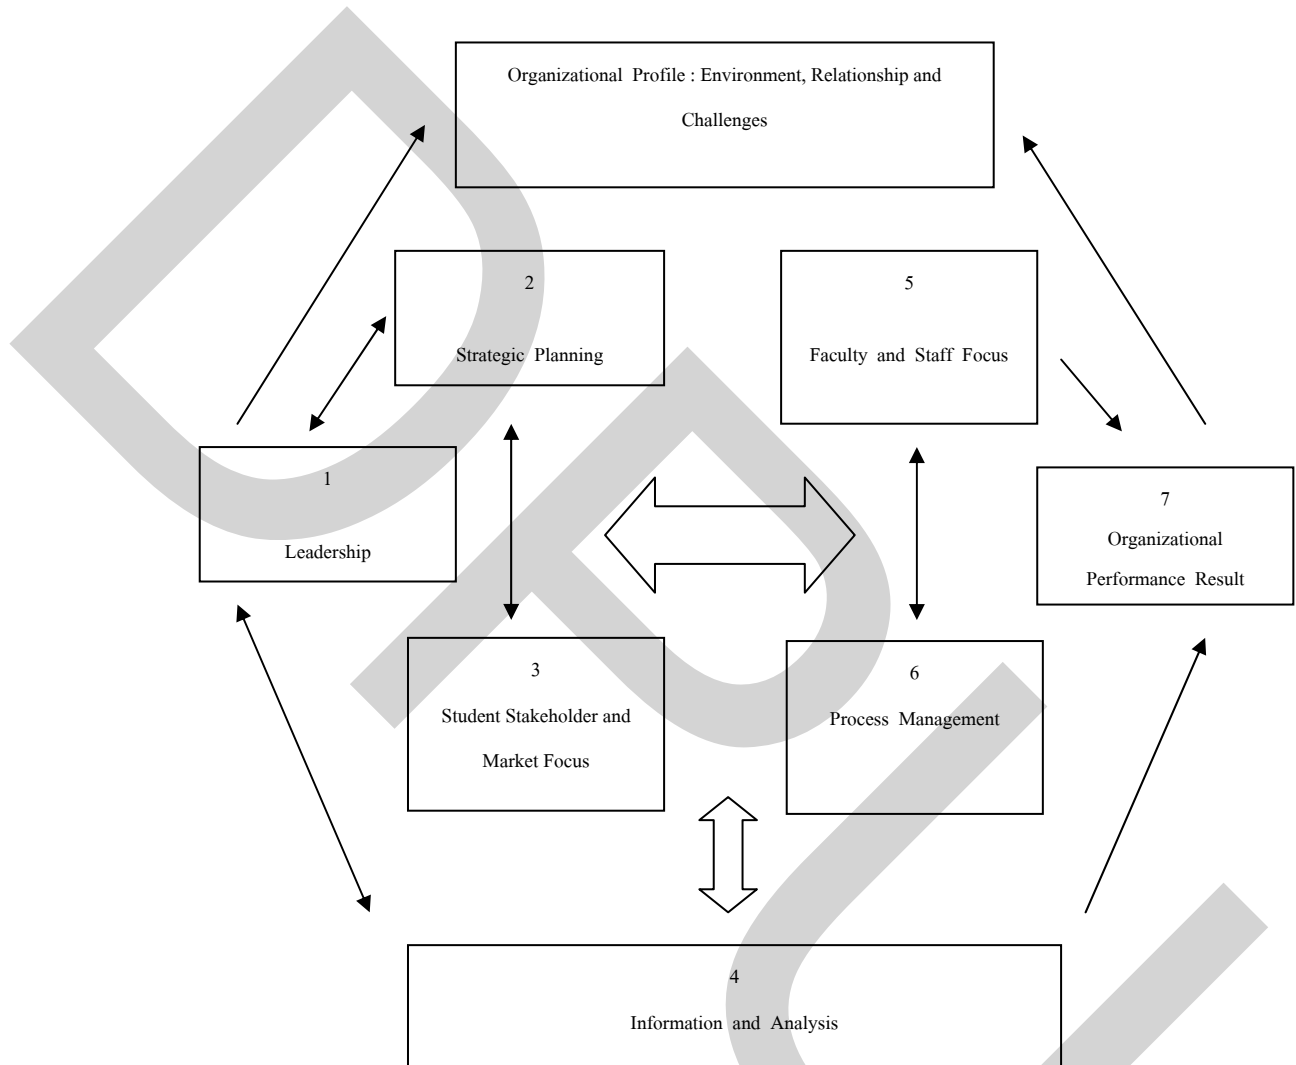 Organizational Profile : Environment, Relationship and
Challenges
2
Strategic Planning
5
Faculty and Staff Focus
1
Leadership
7
Organizational
Performance Result
3
Student Stakeholder and
Market Focus
6
Process Management
4
Information and Analysis